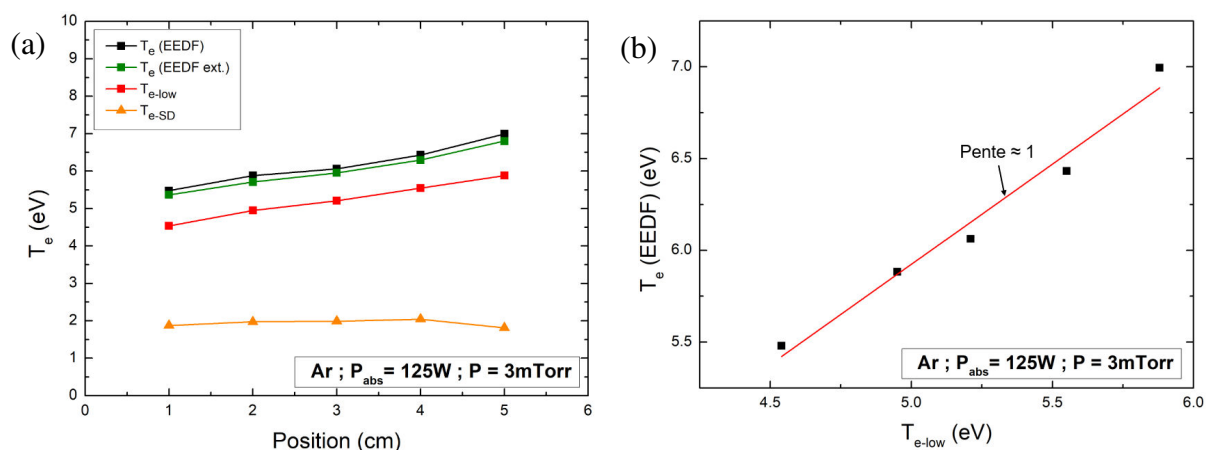 (a)
T_e (EEDF)
T_e (EEDF ext.)
T_e-low
T_e-SD
10
9
8
7
6
5
4
3
2
1
0
T_e (eV)
Ar ; P_abs= 125W ; P = 3mTorr
0 1 2 3 4 5 6
Position (cm)
(b)
7.0
6.5
6.0
5.5
T_e (EEDF) (eV)
Pente ≈ 1
Ar ; P_abs= 125W ; P = 3mTorr
4.5 5.0 5.5 6.0
T_e-low (eV)